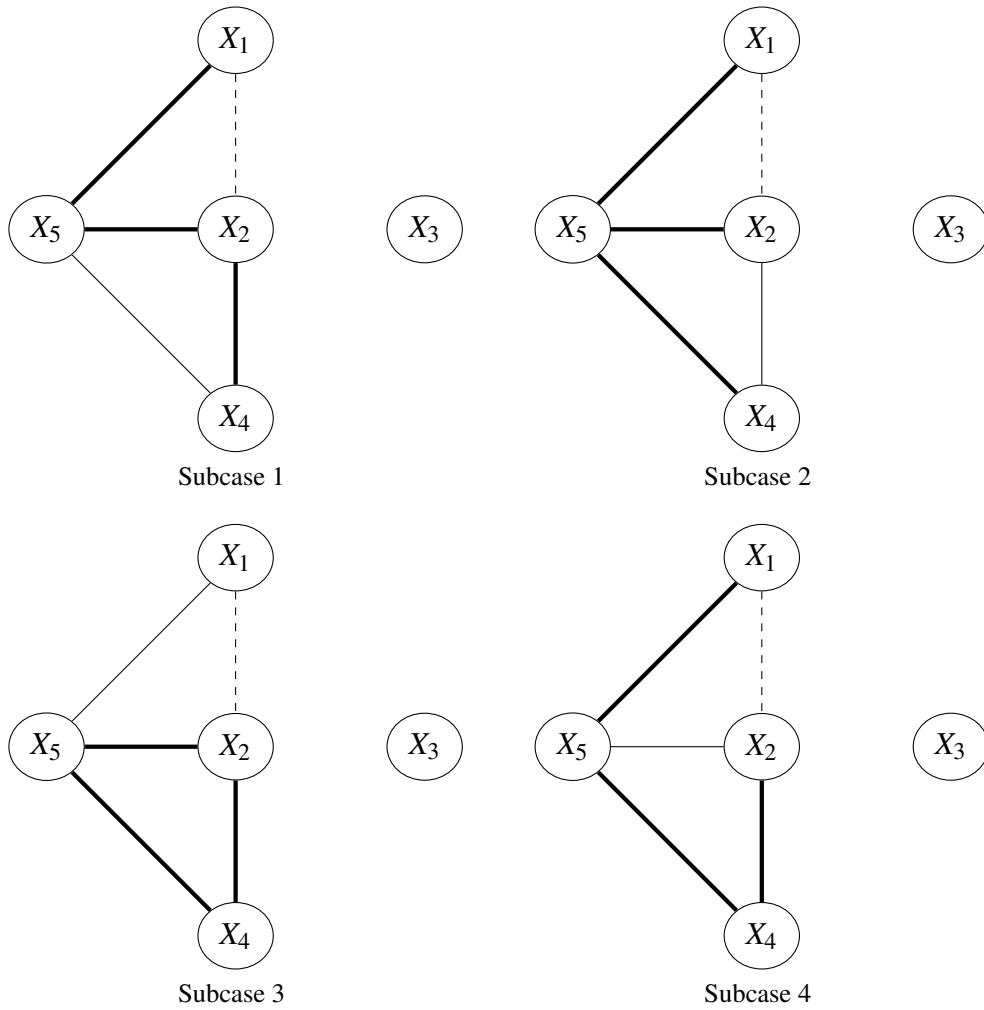 X1 X1
X5 X2 X3 X5 X2 X3
X4 X4
Subcase 1 Subcase 2
X1 X1
X5 X2 X3 X5 X2 X3
X4 X4
Subcase 3 Subcase 4